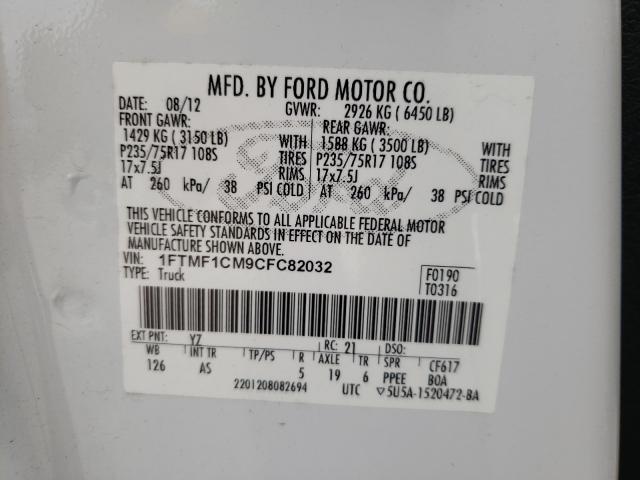 MFD. BY FORD MOTOR CO.
DATE: 08/12 GVWR: 2926 KG ( 6450 LB)
FRONT GAWR: REAR GAWR:
1429 KG ( 3150 LB) WITH 1588 KG ( 3500 LB) WITH
P235/75R17 108S TIRES P235/75R17 108S TIRES
17x7.5J RIMS 17x7.5J RIMS
AT 260 kPa/ 38 PSI COLD AT 260 kPa/ 38 PSI COLD
THIS VEHICLE CONFORMS TO ALL APPLICABLE FEDERAL MOTOR
VEHICLE SAFETY STANDARDS IN EFFECT ON THE DATE OF
MANUFACTURE SHOWN ABOVE.
VIN: 1FTMF1CM9CFC82032 F0190
TYPE: Truck T0316
EXT PNT: YZ RC: 21 DSO:
WB INT TR TP/PS R AXLE TR SPR CF617
126 AS 5 19 6 PPEE BOA
2201208082694 UTC ▽5U5A-1520472-BA
Ford